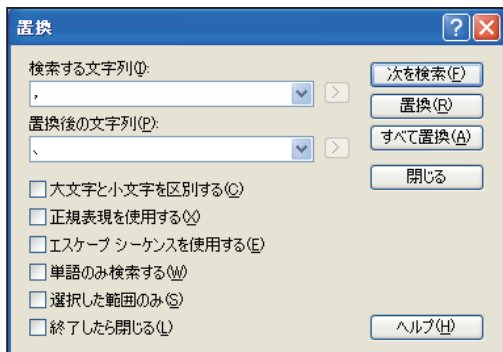 置換
検索する文字列(I):
，
置換後の文字列(P):
、
大文字と小文字を区別する(C)
正規表現を使用する(X)
エスケープ シーケンスを使用する(E)
単語のみ検索する(W)
選択した範囲のみ(S)
終了したら閉じる(L)
次を検索(F)
置換(R)
すべて置換(A)
閉じる
ヘルプ(H)